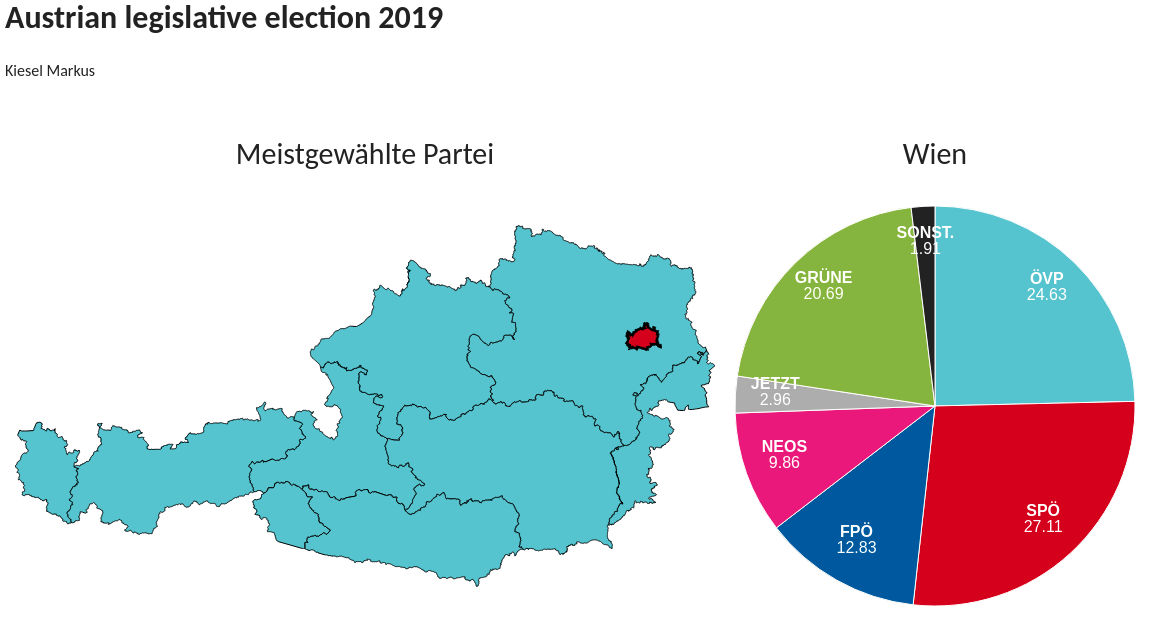 Austrian legislative election 2019
Kiesel Markus
Meistgewählte Partei
Wien
SONST.
1.91
ÖVP
24.63
GRÜNE
20.69
JETZT
2.96
NEOS
9.86
SPÖ
27.11
FPÖ
12.83